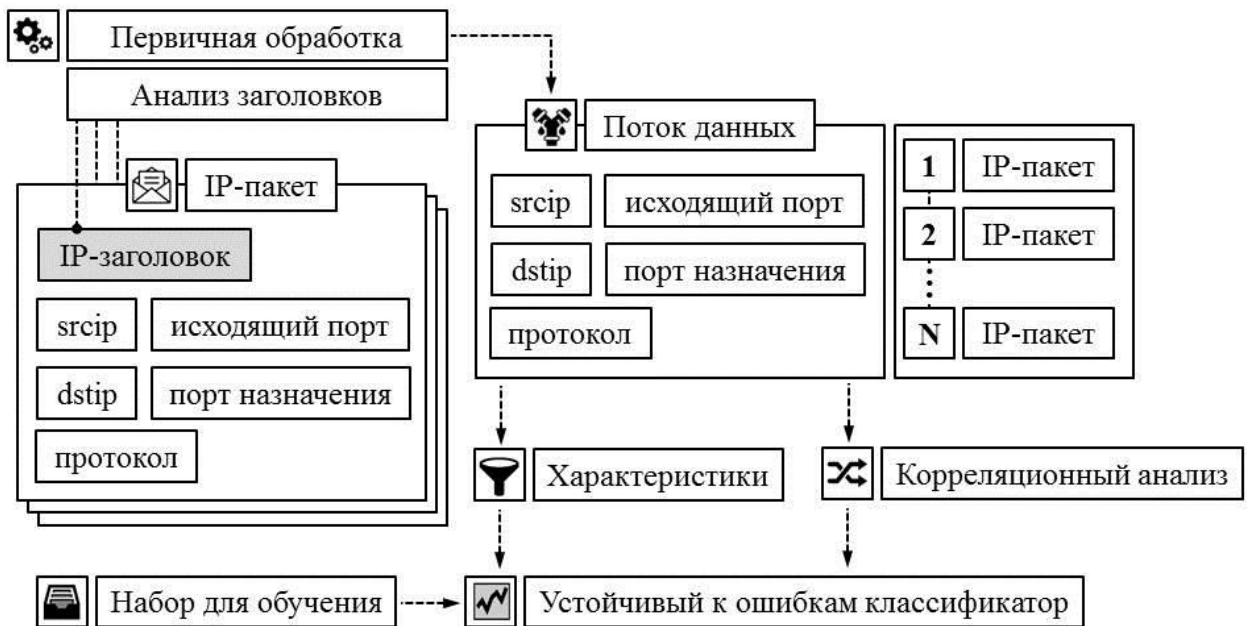 Первичная обработка
Анализ заголовков
IP-пакет
IP-заголовок
srcip
исходящий порт
dstip
порт назначения
протокол
Поток данных
srcip
исходящий порт
dstip
порт назначения
протокол
1
IP-пакет
2
IP-пакет
N
IP-пакет
Характеристики
Корреляционный анализ
Набор для обучения
Устойчивый к ошибкам классификатор